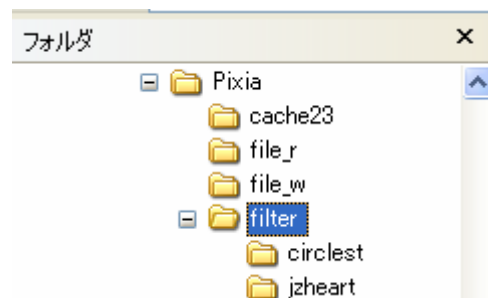 フォルダ
Pixia
cache23
file_r
file_w
filter
circlest
jzheart